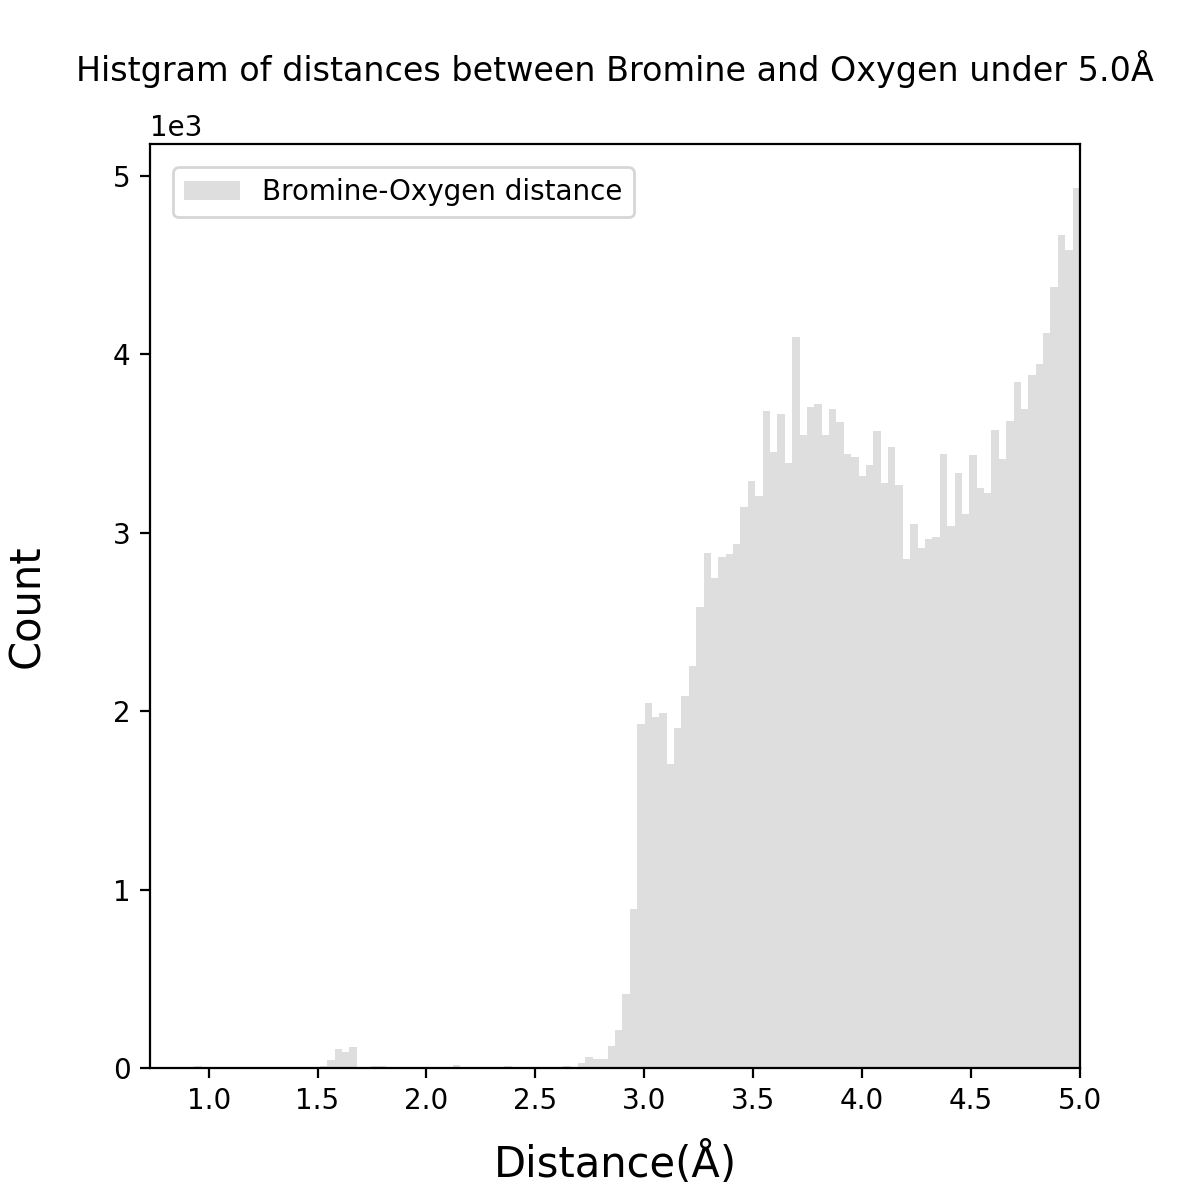 Histgram of distances between Bromine and Oxygen under 5.0Å
1e3
5
4
3
2
1
0
Bromine-Oxygen distance
Count
1.0 1.5 2.0 2.5 3.0 3.5 4.0 4.5 5.0
Distance(Å)